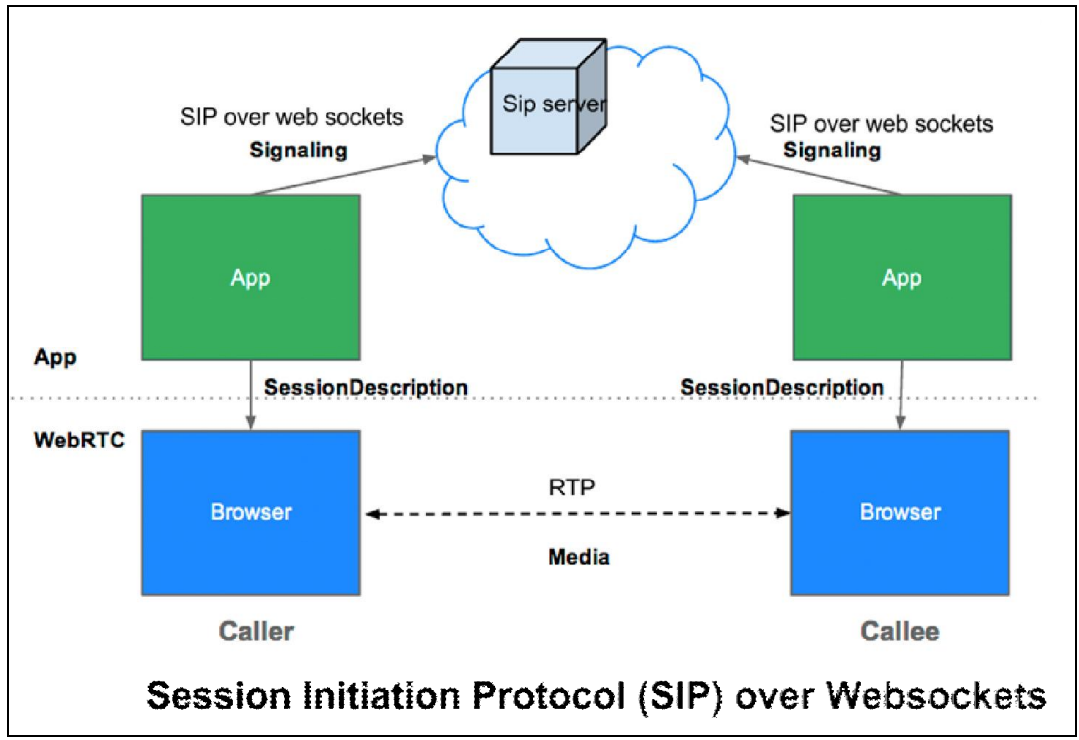 Sip server
SIP over web sockets
Signaling
SIP over web sockets
Signaling
App
App
App
SessionDescription
SessionDescription
WebRTC
Browser
RTP
Media
Browser
Caller
Callee
Session Initiation Protocol (SIP) over Websockets